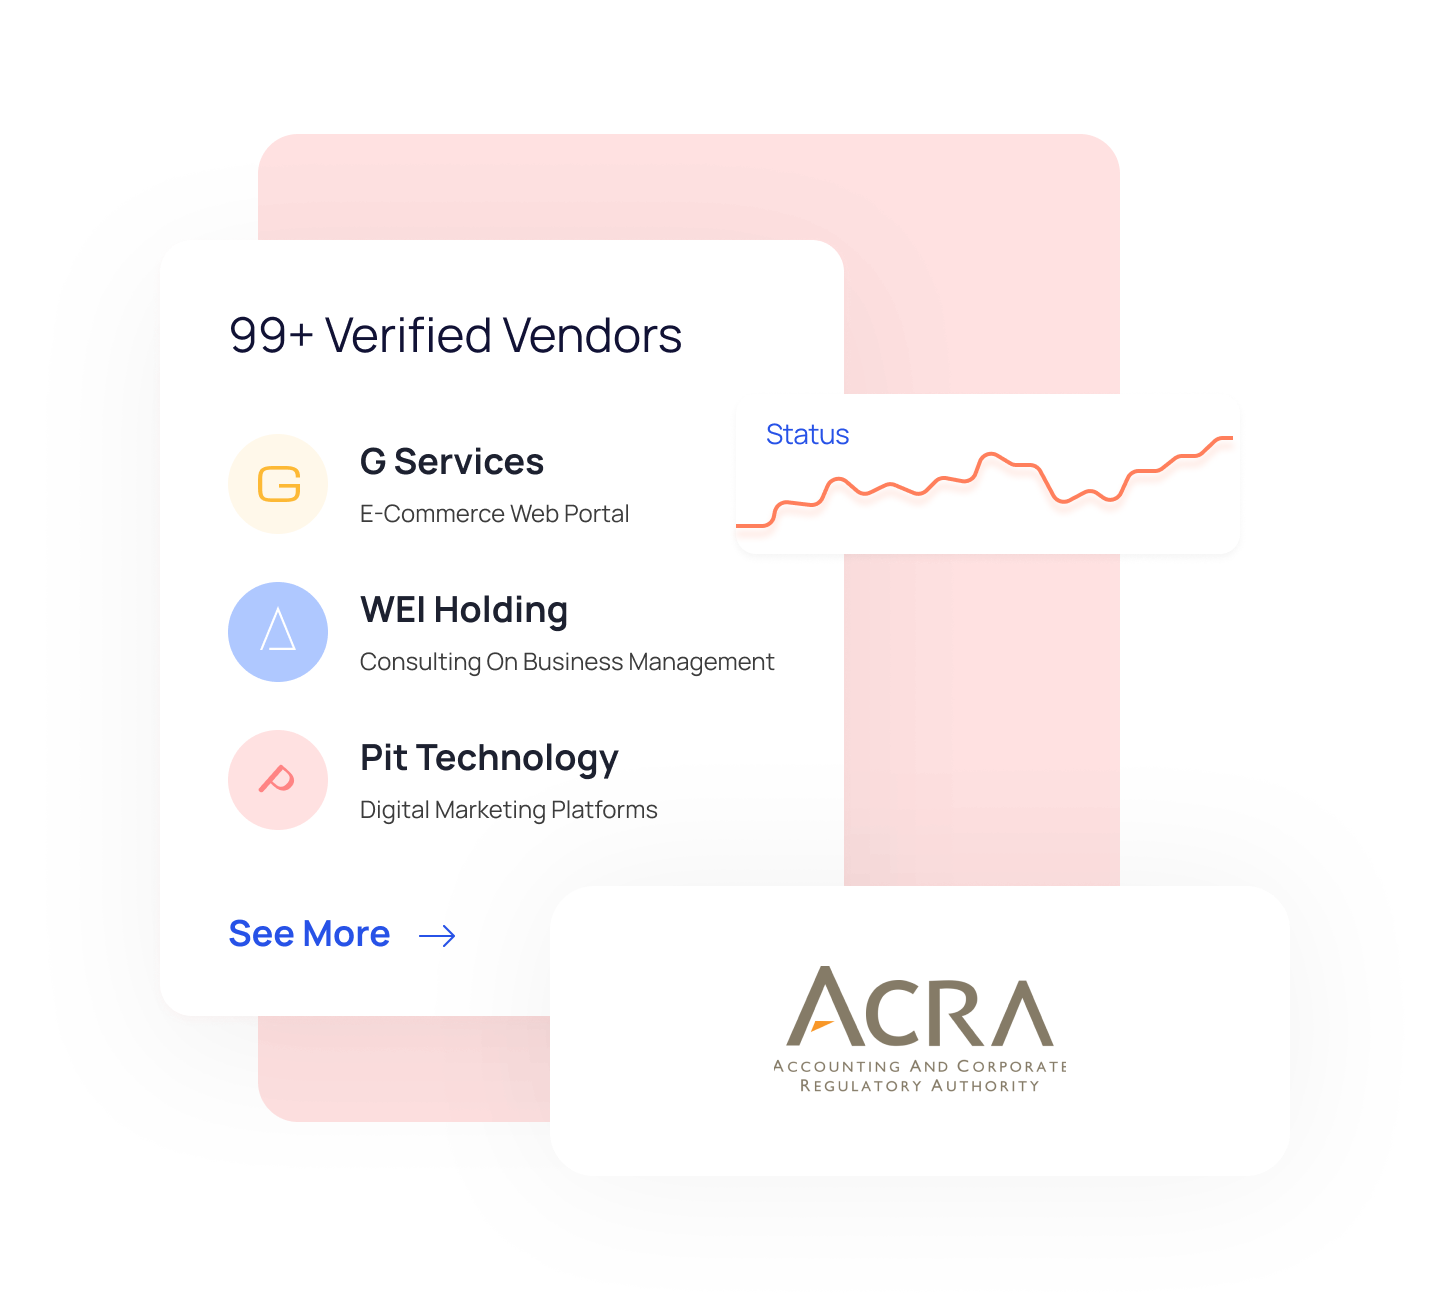 99+ Verified Vendors
Status
G Services
E-Commerce Web Portal
WEI Holding
Consulting On Business Management
Pit Technology
Digital Marketing Platforms
See More
ACRA
ACCOUNTING AND CORPORATE
REGULATORY AUTHORITY